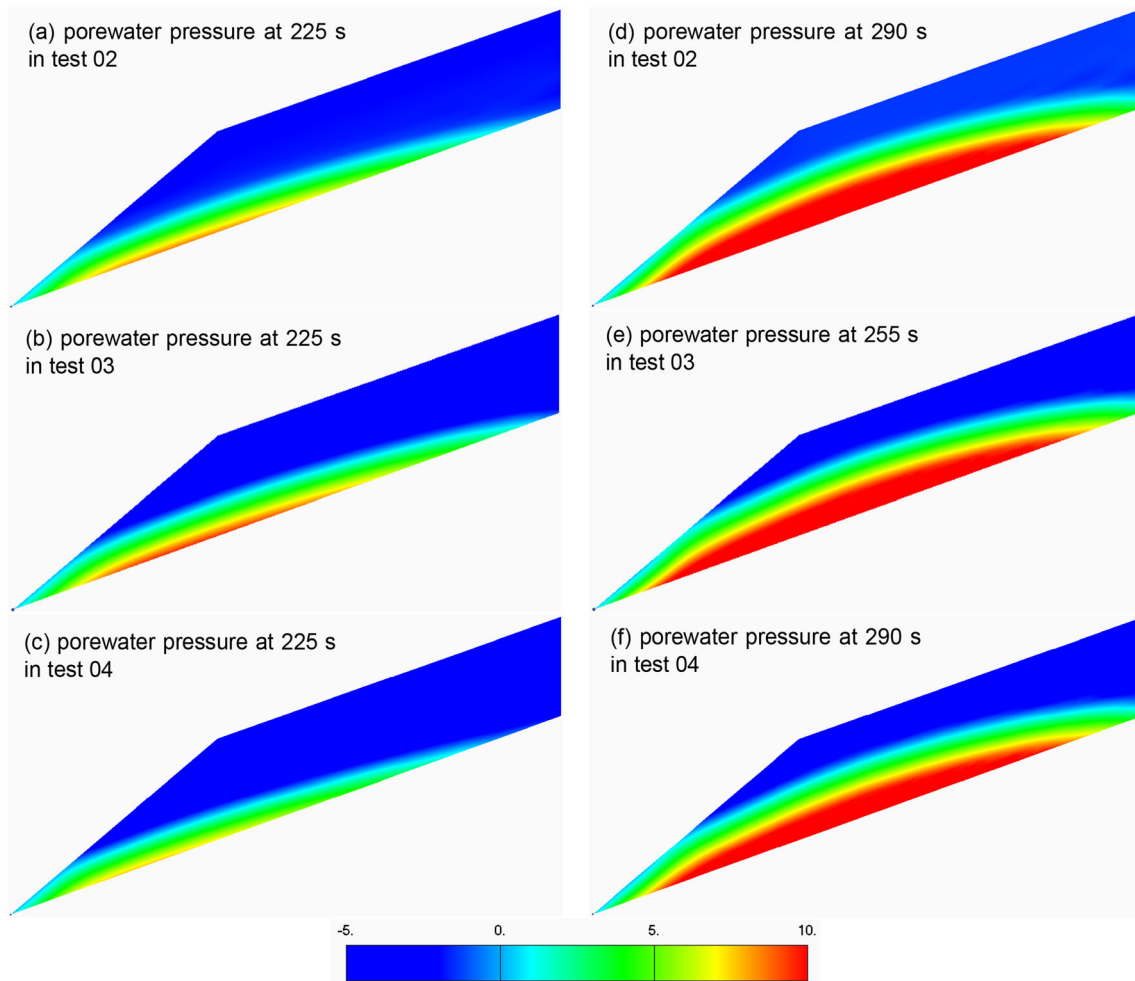 (a) porewater pressure at 225 s
in test 02
(d) porewater pressure at 290 s
in test 02
(b) porewater pressure at 225 s
in test 03
(e) porewater pressure at 255 s
in test 03
(c) porewater pressure at 225 s
in test 04
(f) porewater pressure at 290 s
in test 04
-5. 0. 5. 10.